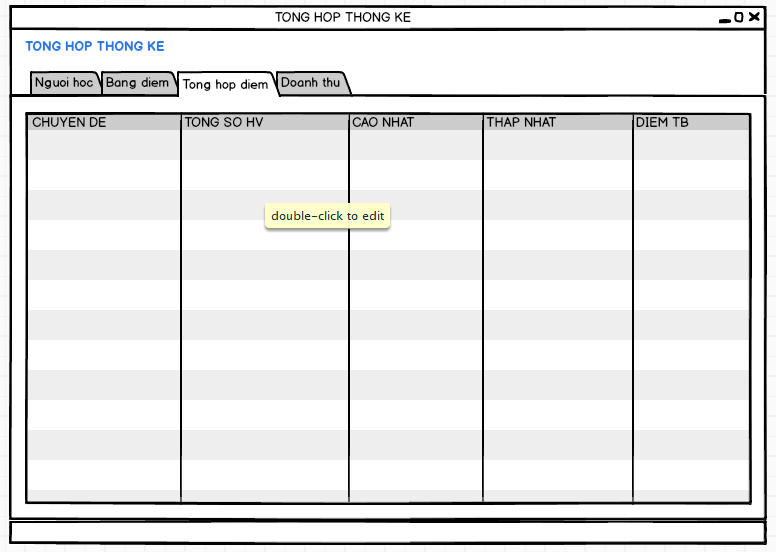 TONG HOP THONG KE
TONG HOP THONG KE
Nguoi hoc Bang diem Tong hop diem Doanh thu
CHUYEN DE TONG SO HV CAO NHAT THAP NHAT DIEM TB
double-click to edit